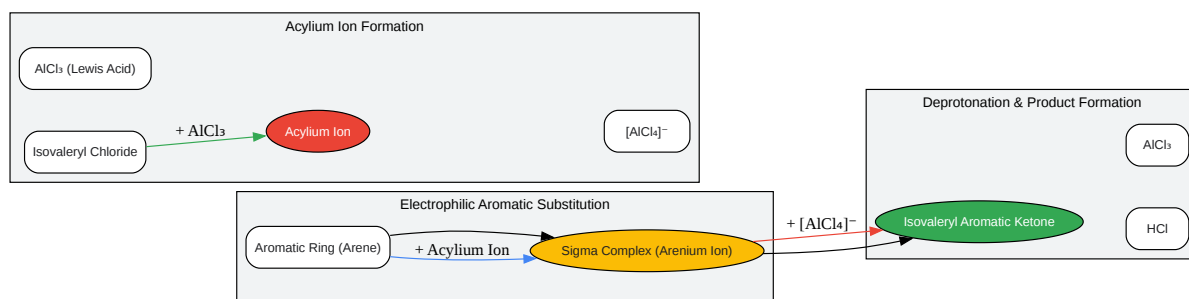 Acylium Ion Formation
AlCl₃ (Lewis Acid)
Isovaleryl Chloride
+ AlCl₃
Acylium Ion
[AlCl₄]⁻
Electrophilic Aromatic Substitution
Aromatic Ring (Arene)
+ Acylium Ion
Sigma Complex (Arenium Ion)
+ [AlCl₄]⁻
Deprotonation & Product Formation
AlCl₃
Isovaleryl Aromatic Ketone
HCl